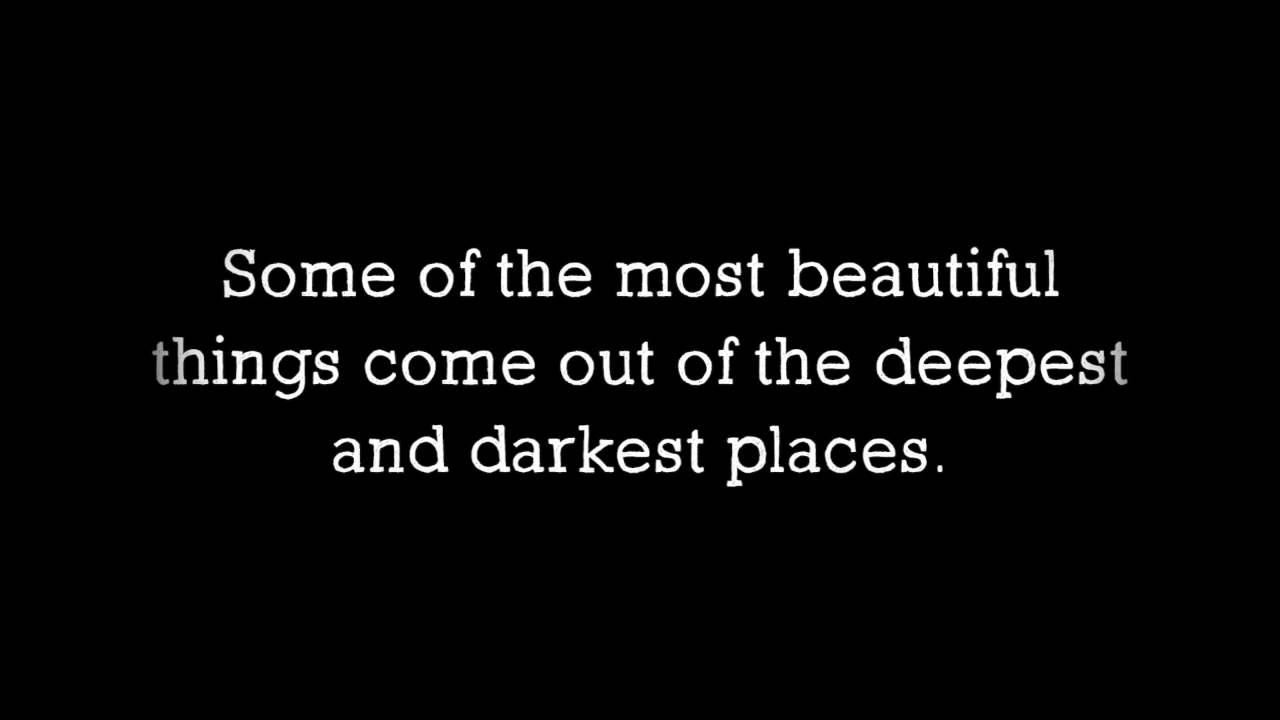 Some of the most beautiful
things come out of the deepest
and darkest places.